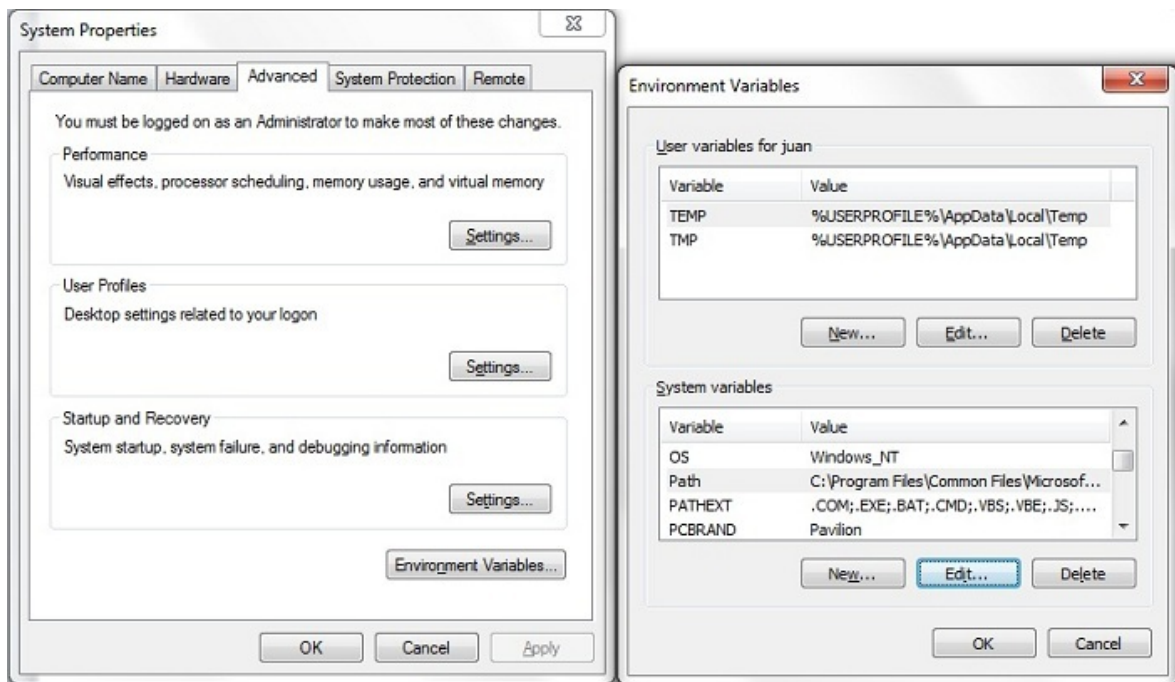 System Properties
Computer Name Hardware Advanced System Protection Remote
You must be logged on as an Administrator to make most of these changes.
Performance
Visual effects, processor scheduling, memory usage, and virtual memory
Settings...
User Profiles
Desktop settings related to your logon
Settings...
Startup and Recovery
System startup, system failure, and debugging information
Settings...
Environment Variables...
OK Cancel Apply
Environment Variables
User variables for juan
Variable Value
TEMP %USERPROFILE%\AppData\Local\Temp
TMP %USERPROFILE%\AppData\Local\Temp
New... Edit... Delete
System variables
Variable Value
OS Windows_NT
Path C:\Program Files\Common Files\Microsof...
PATHEXT .COM;.EXE;.BAT;.CMD;.VBS;.VBE;.JS;....
PCBRAND Pavilion
New... Edit... Delete
OK Cancel